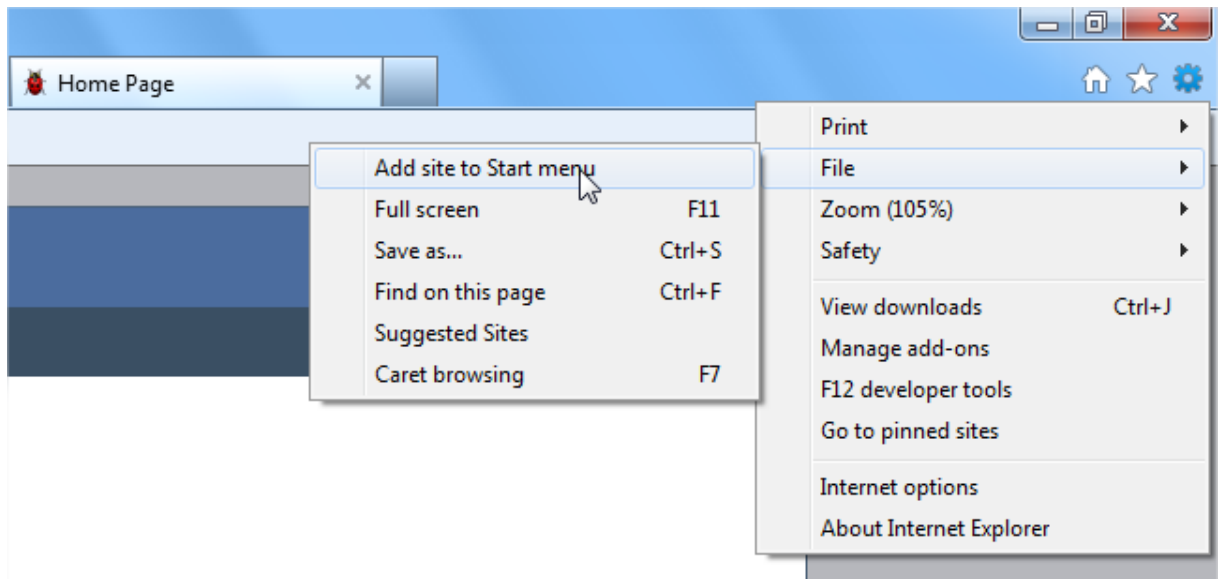 Home Page
Print
File
Zoom (105%)
Safety
View downloads Ctrl+J
Manage add-ons
F12 developer tools
Go to pinned sites
Internet options
About Internet Explorer
Add site to Start menu
Full screen F11
Save as... Ctrl+S
Find on this page Ctrl+F
Suggested Sites
Caret browsing F7